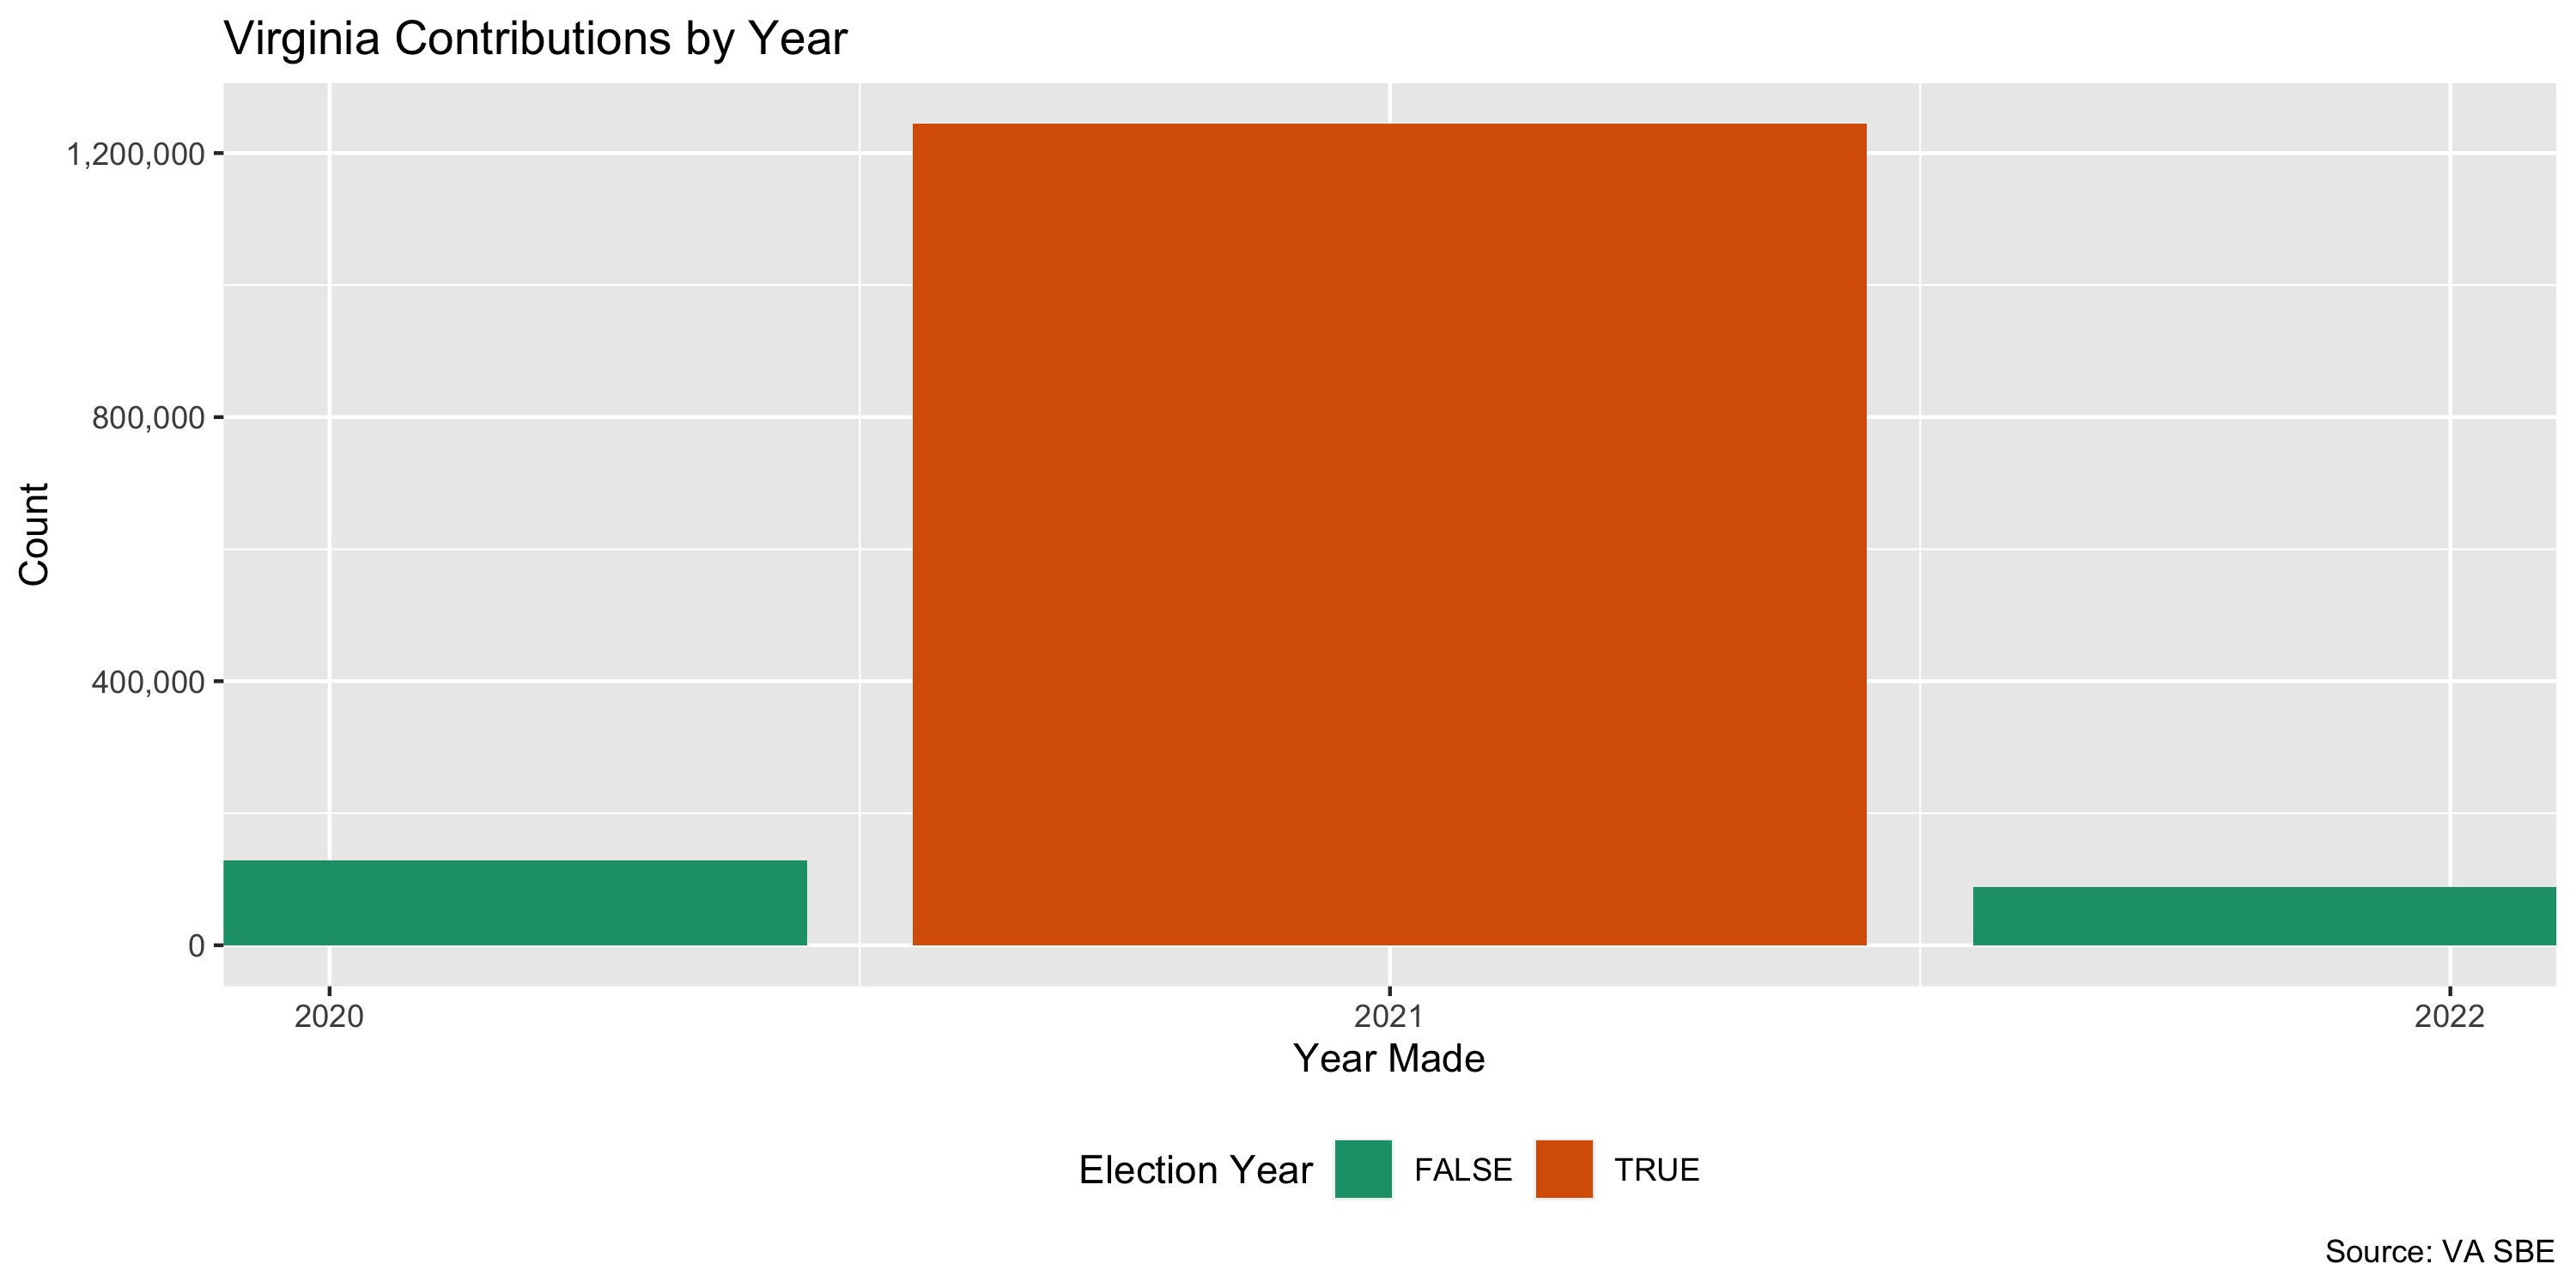 Virginia Contributions by Year
Count
1,200,000
800,000
400,000
0
2020 2021 2022
Year Made
Election Year FALSE TRUE
Source: VA SBE